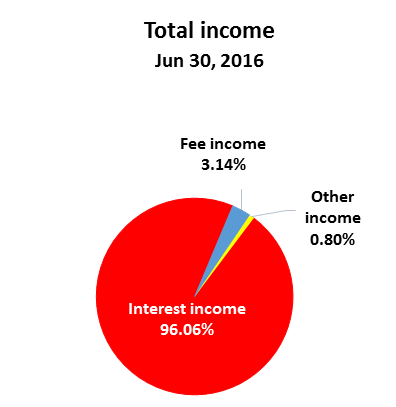 Total income
Jun 30, 2016
Fee income
3.14%
Other
income
0.80%
Interest income
96.06%